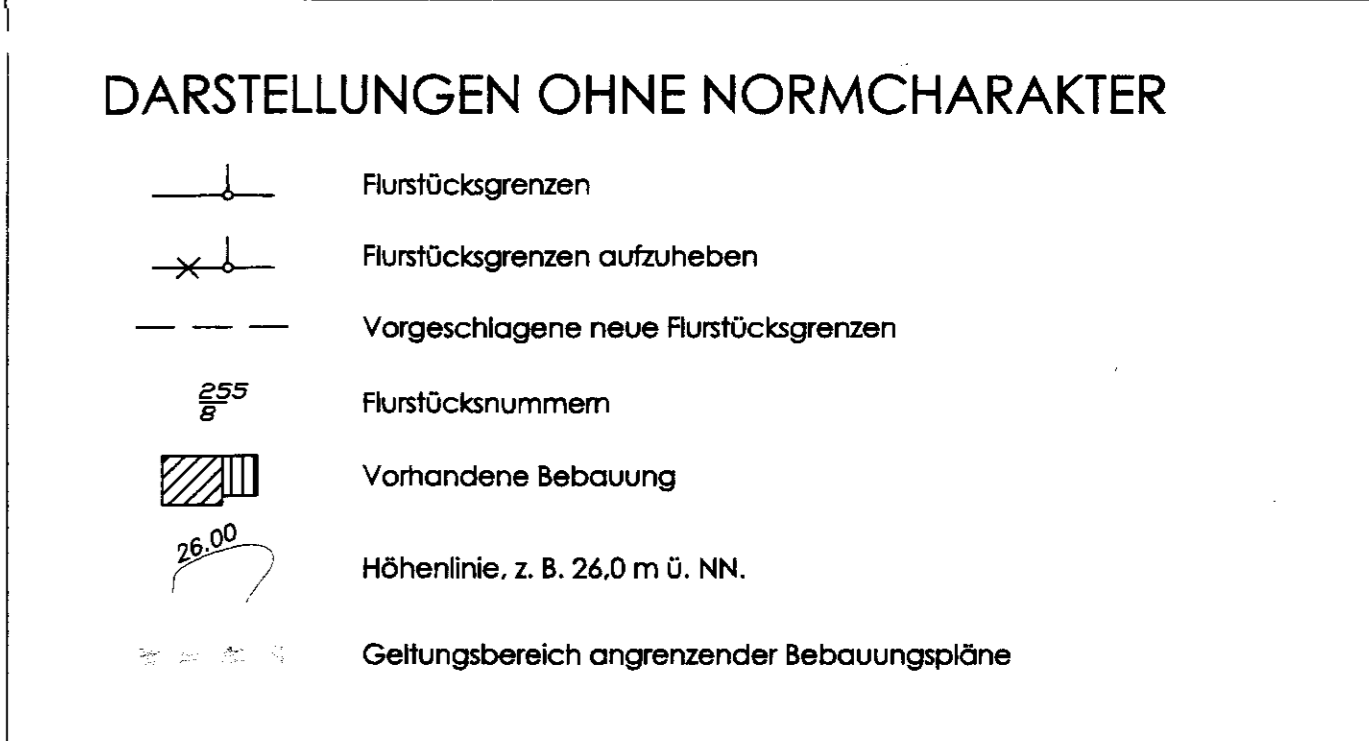 DARSTELLUNGEN OHNE NORMCHARAKTER
Flurstücksgrenzen
Flurstücksgrenzen aufzuheben
Vorgeschlagene neue Flurstücksgrenzen
255
8
Flurstücksnummern
Vorhandene Bebauung
26.00
Höhenlinie, z. B. 26,0 m ü. NN.
Geltungsbereich angrenzender Bebauungspläne